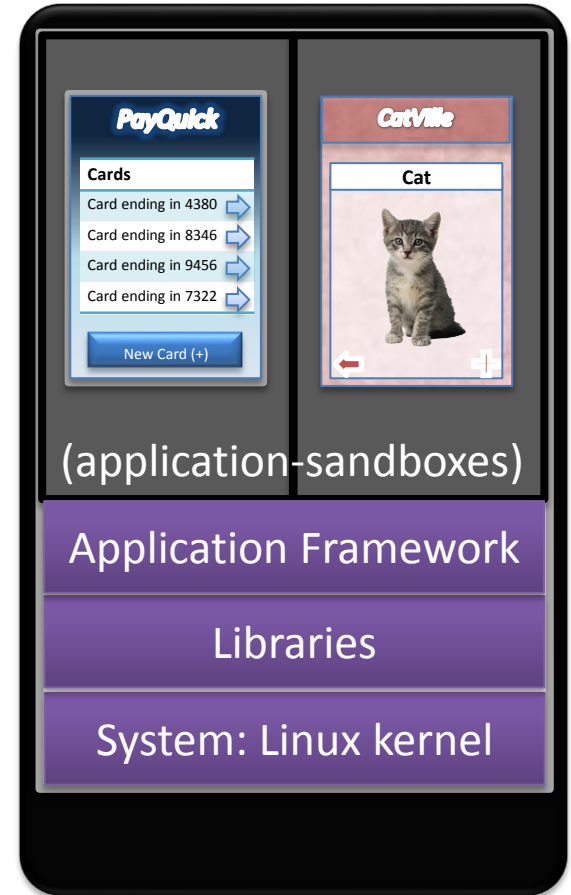 PayQuick
Cards
Card ending in 4380
Card ending in 8346
Card ending in 9456
Card ending in 7322
New Card (+)
CatVille
Cat
(application-sandboxes)
Application Framework
Libraries
System: Linux kernel